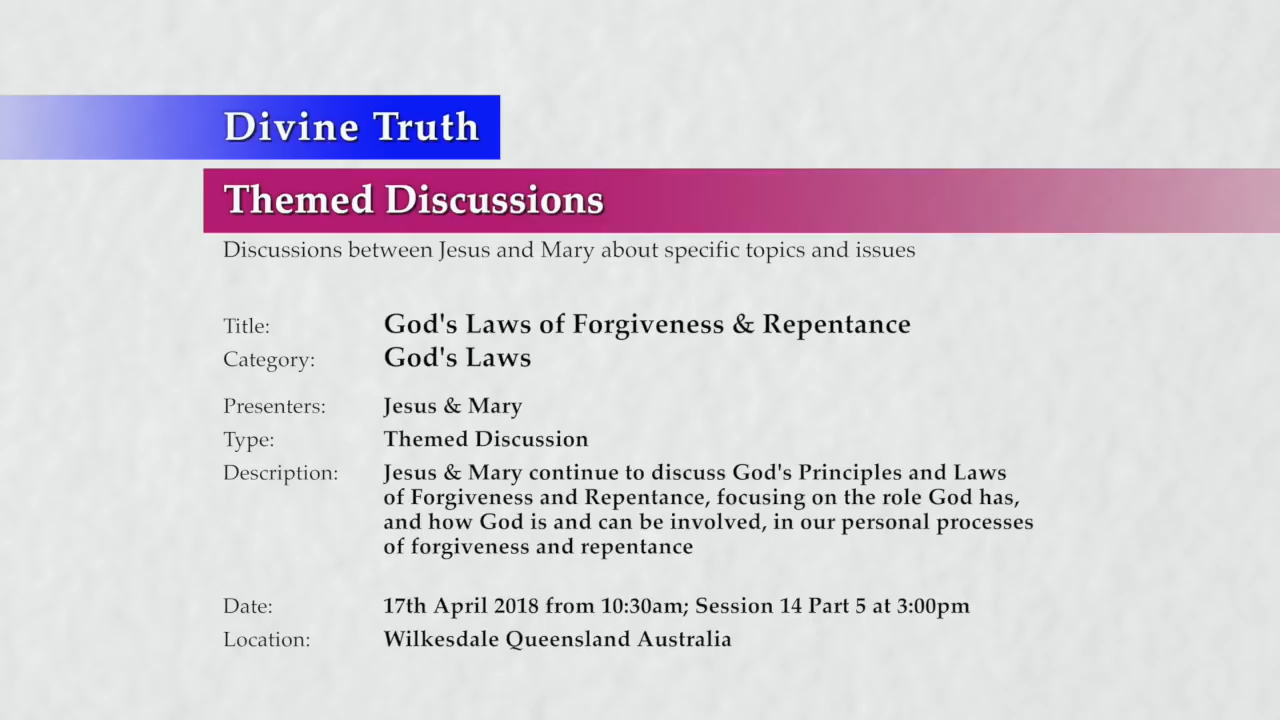 Divine Truth
Themed Discussions
Discussions between Jesus and Mary about specific topics and issues
Title: God's Laws of Forgiveness & Repentance
Category: God's Laws
Presenters: Jesus & Mary
Type: Themed Discussion
Description: Jesus & Mary continue to discuss God's Principles and Laws
of Forgiveness and Repentance, focusing on the role God has,
and how God is and can be involved, in our personal processes
of forgiveness and repentance
Date: 17th April 2018 from 10:30am; Session 14 Part 5 at 3:00pm
Location: Wilkesdale Queensland Australia